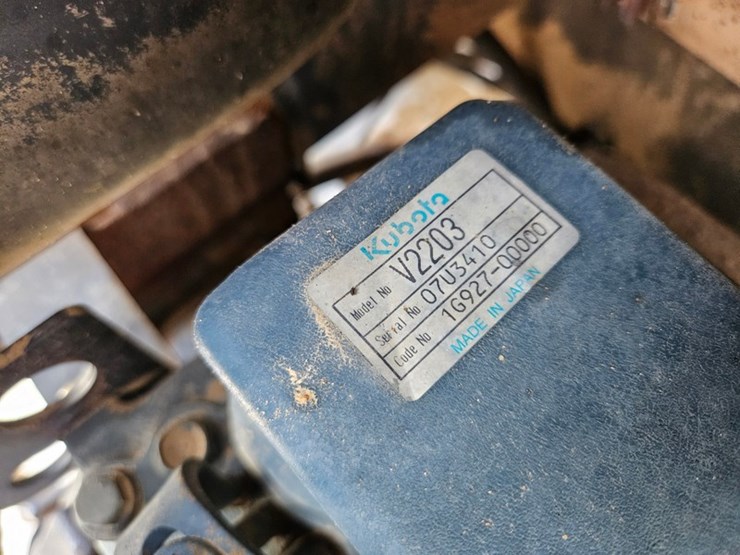 Kubota
Model No V2203
Serial No 07U3410
Code No 1G927-00000
MADE IN JAPAN